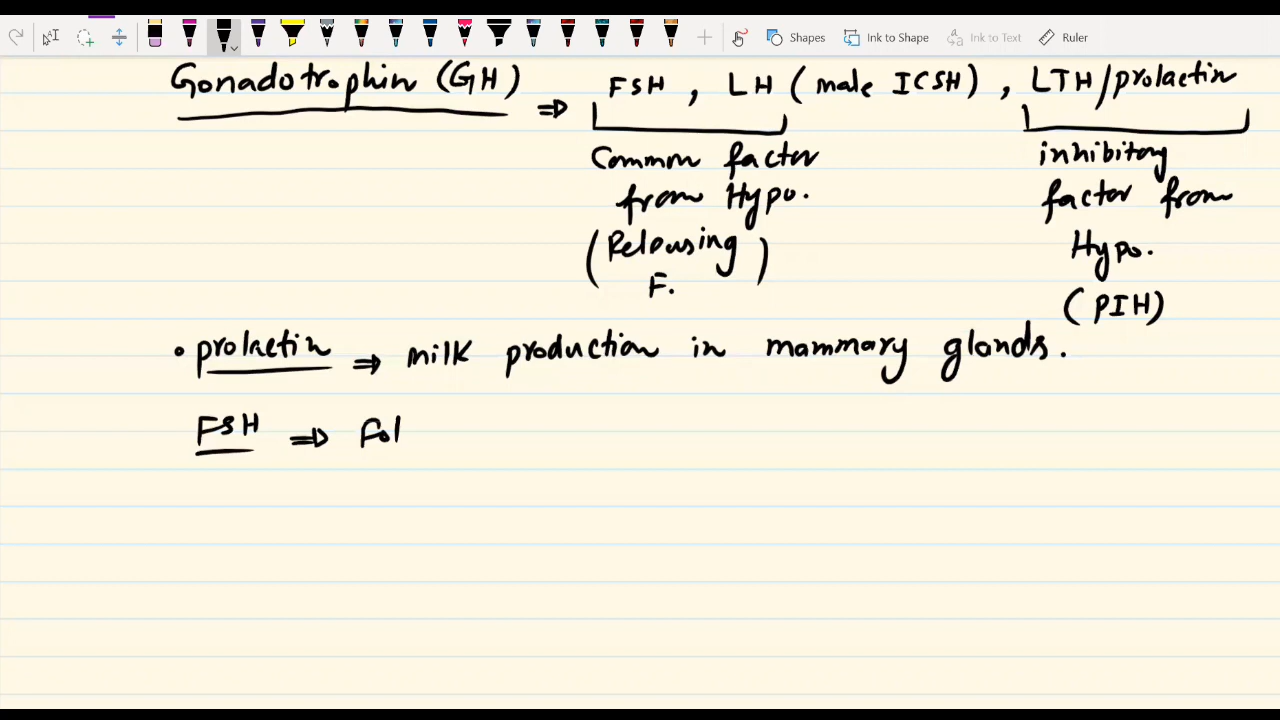 Shapes Ink to Shape Ink to Text Ruler
Gonadotrophin (GH) ⇒ FSH, LH (male ICSH), LTH/prolactin
Common factor
from Hypo.
(Releasing
F.)
inhibitory
factor from
Hypo.
(PIH)
• prolactin ⇒ milk production in mammary glands.
FSH ⇒ Fol